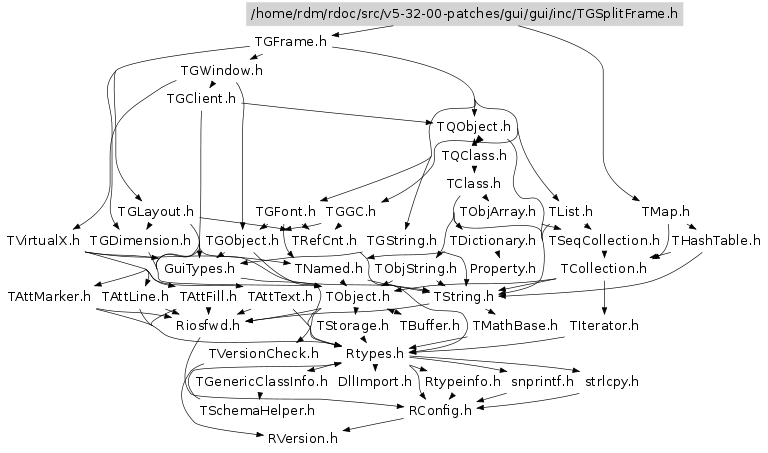 /home/rdm/rdoc/src/v5-32-00-patches/gui/gui/inc/TGSplitFrame.h
TGFrame.h
TGWindow.h
TGClient.h
TQObject.h
TQClass.h
TClass.h
TGLayout.h TGFont.h TGGC.h TObjArray.h TList.h TMap.h
TVirtualX.h TGDimension.h TGObject.h TRefCnt.h TGString.h TDictionary.h TSeqCollection.h THashTable.h
GuiTypes.h TNamed.h TObjString.h Property.h TCollection.h
TAttMarker.h TAttLine.h TAttFill.h TAttText.h TObject.h TString.h
Riosfwd.h TStorage.h TBuffer.h TMathBase.h TIterator.h
TVersionCheck.h Rtypes.h
TGenericClassInfo.h DllImport.h Rtypeinfo.h snprintf.h strlcpy.h
TSchemaHelper.h RConfig.h
RVersion.h